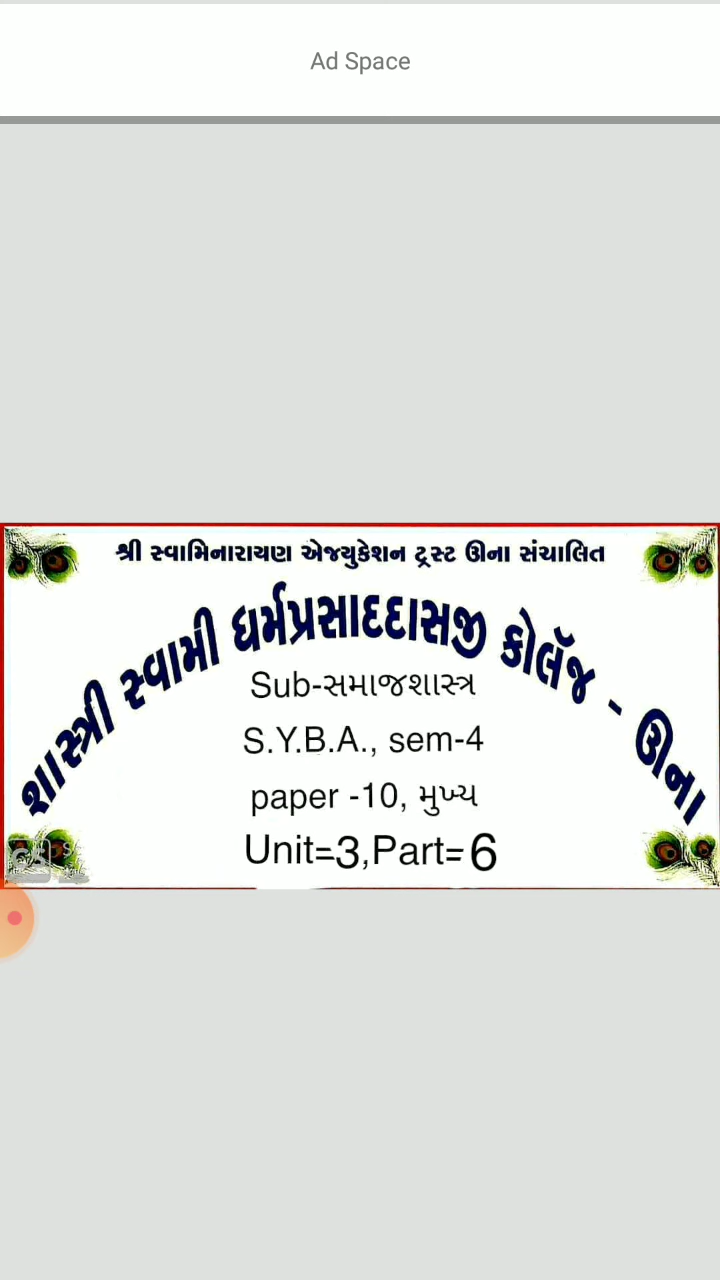 Ad Space
શ્રી સ્વામિનારાયણ એજ્યુકેશન ટ્રસ્ટ ઊના સંચાલિત
શાસ્ત્રી સ્વામી ધર્મપ્રસાદદાસજી કોલૅજ - ઊના
Sub-સમાજશાસ્ત્ર
S.Y.B.A., sem-4
paper -10, મુખ્ય
Unit=3,Part=6
CS